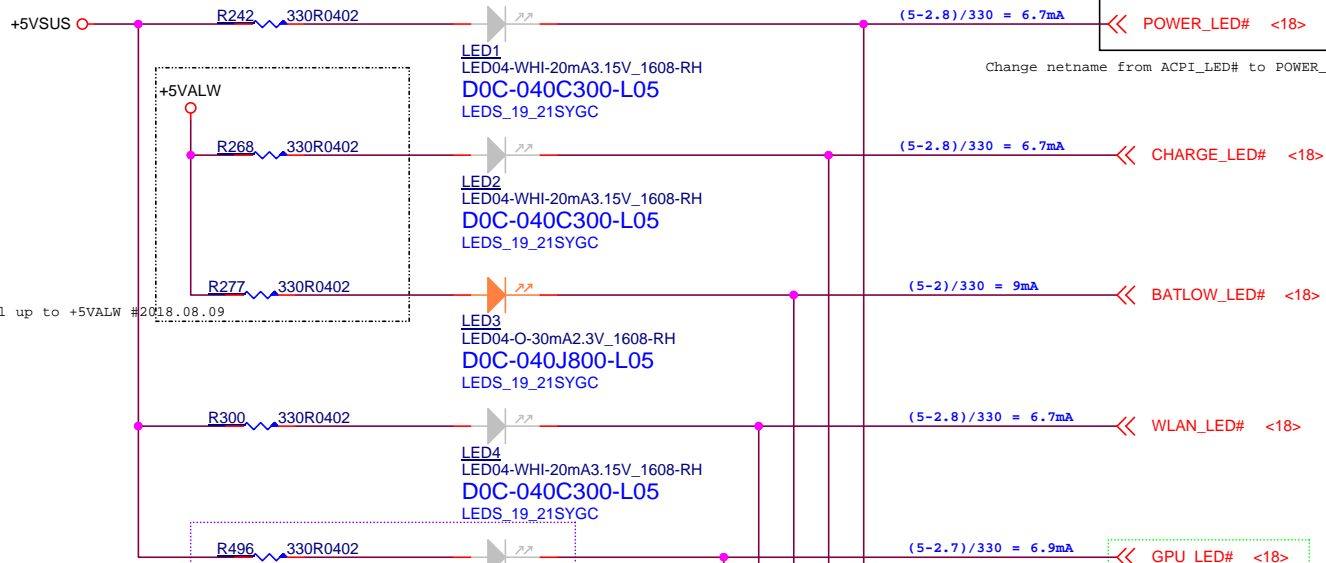 R242 330R0402 (5-2.8)/330 = 6.7mA
+5VSUS POWER_LED# <18>
LED1
LED04-WHI-20mA3.15V_1608-RH
D0C-040C300-L05
LEDS_19_21SYGC
Change netname from ACPI_LED# to POWER_
+5VALW
R268 330R0402 (5-2.8)/330 = 6.7mA
CHARGE_LED# <18>
LED2
LED04-WHI-20mA3.15V_1608-RH
D0C-040C300-L05
LEDS_19_21SYGC
R277 330R0402 (5-2)/330 = 9mA
BATLOW_LED# <18>
l up to +5VALW #2018.08.09
LED3
LED04-O-30mA2.3V_1608-RH
D0C-040J800-L05
LEDS_19_21SYGC
R300 330R0402 (5-2.8)/330 = 6.7mA
WLAN_LED# <18>
LED4
LED04-WHI-20mA3.15V_1608-RH
D0C-040C300-L05
LEDS_19_21SYGC
R496 330R0402 (5-2.7)/330 = 6.9mA
GPU_LED# <18>